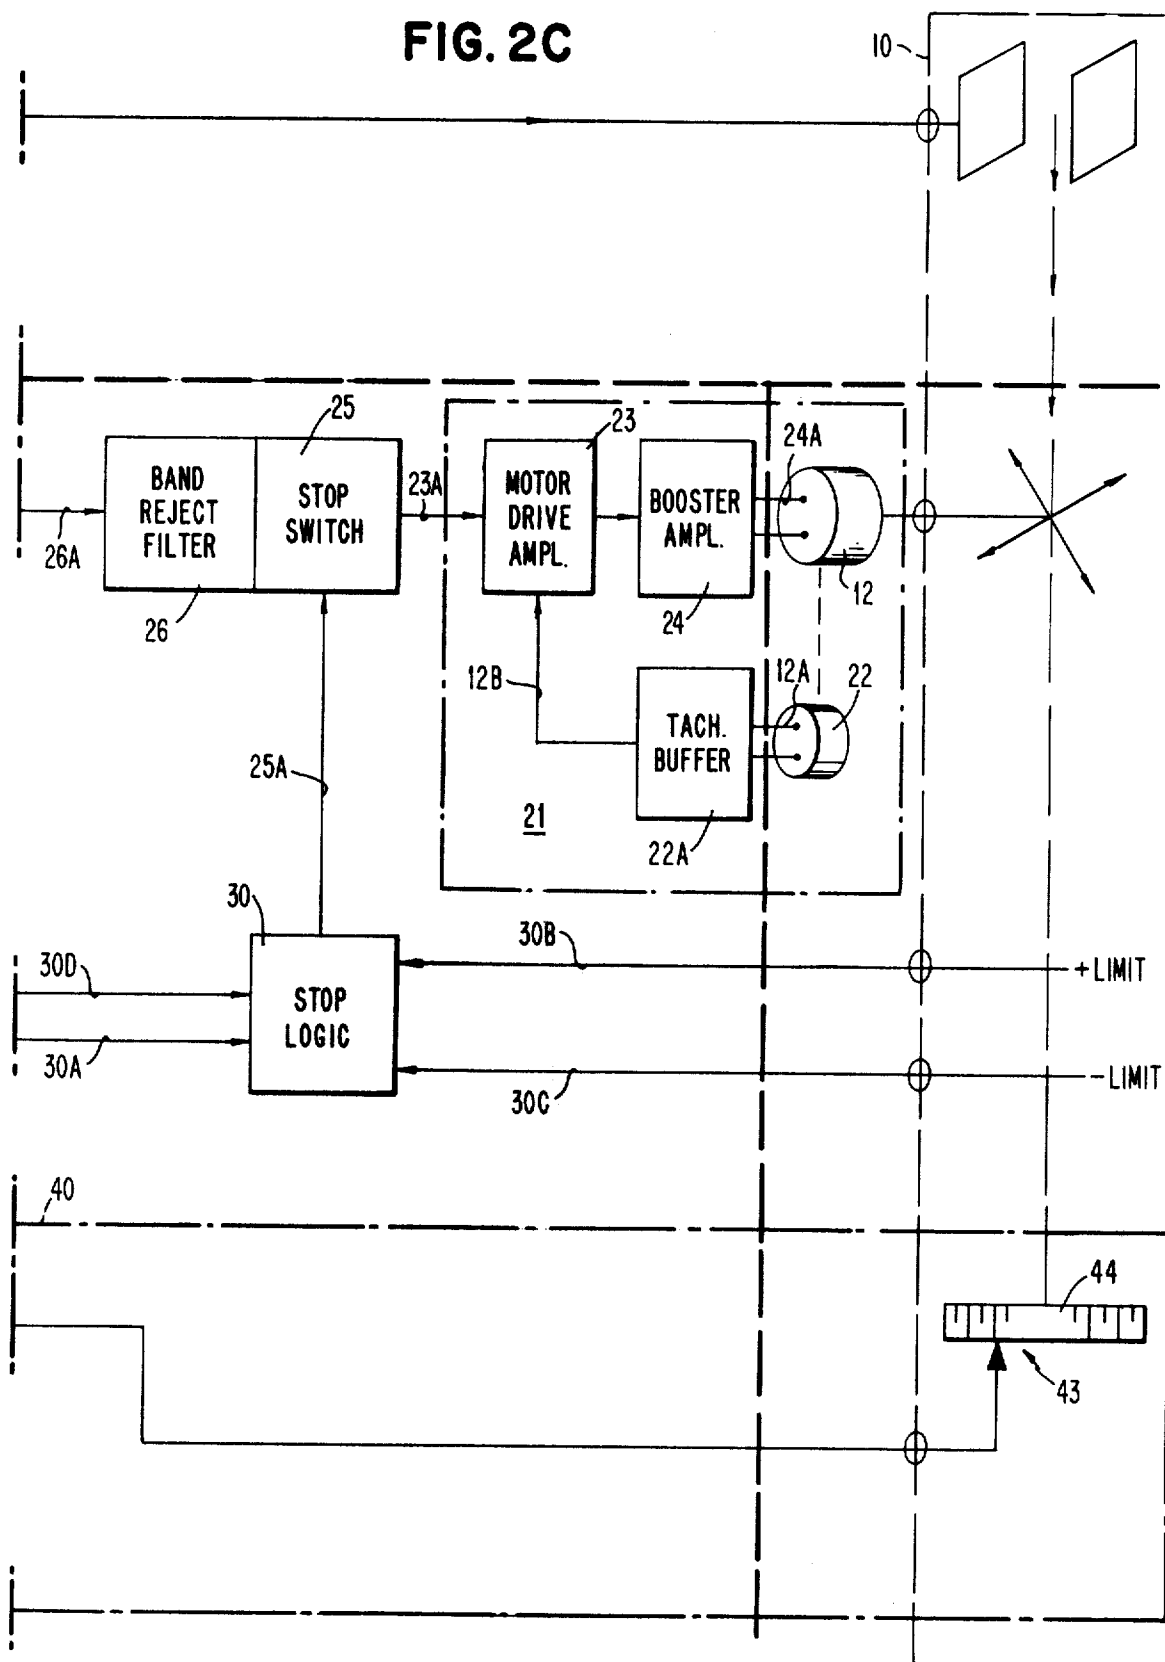 FIG. 2C
10
25
23
24A
BAND
REJECT
FILTER
STOP
SWITCH
23A
MOTOR
DRIVE
AMPL.
BOOSTER
AMPL.
26A
26
24
12
12B
12A
22
TACH.
BUFFER
25A
21
22A
30
30B
30D
+ LIMIT
STOP
LOGIC
30A
30C
- LIMIT
40
44
43